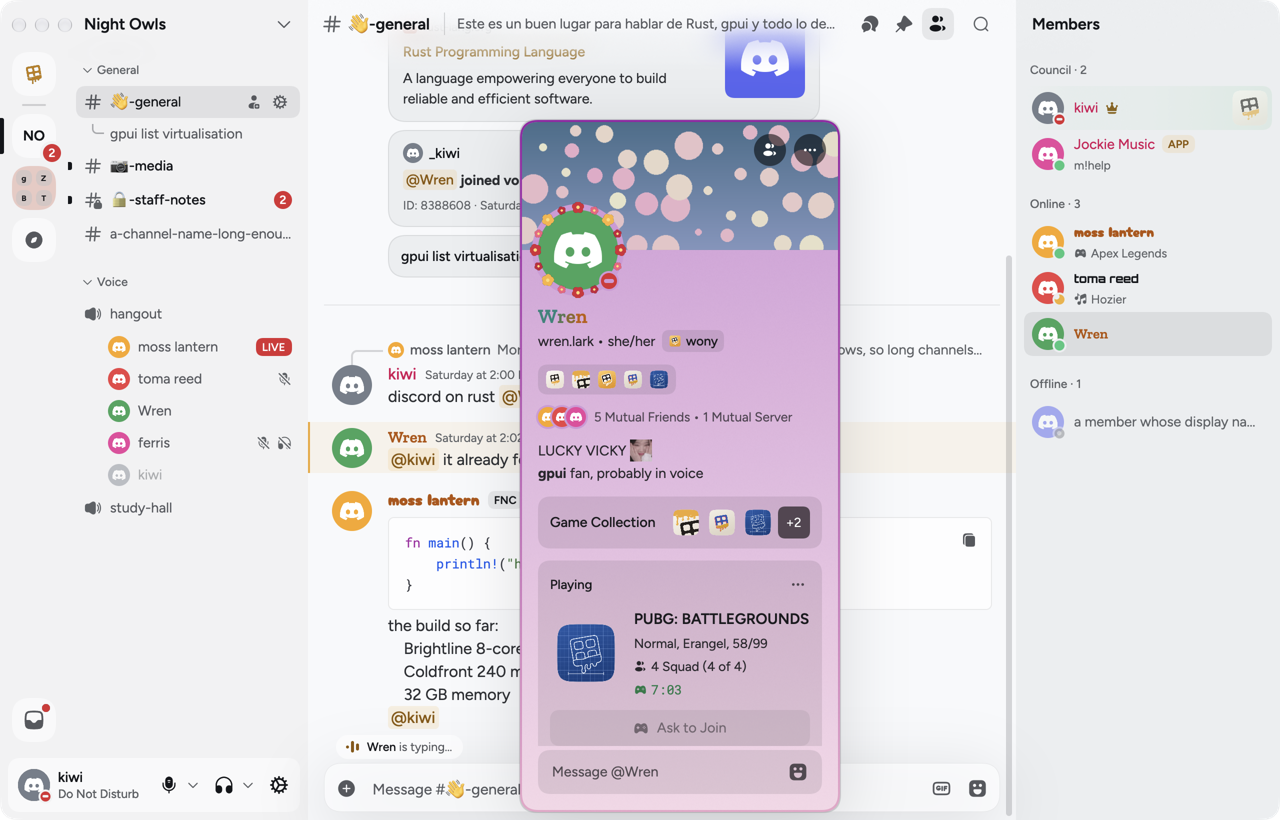 Night Owls
General
👋-general
gpui list virtualisation
📷-media
🔒-staff-notes
2
a-channel-name-long-enou...
Voice
hangout
moss lantern
LIVE
toma reed
Wren
ferris
kiwi
study-hall
NO
2
g Z
B T
kiwi
Do Not Disturb
👋-general
Este es un buen lugar para hablar de Rust, gpui y todo lo de...
Rust Programming Language
A language empowering everyone to build
reliable and efficient software.
_kiwi
@Wren joined vo
ID: 8388608 · Saturda
gpui list virtualisati
moss lantern
ows, so long channels...
kiwi Saturday at 2:00
discord on rust
Wren Saturday at 2:02
@kiwi it already
moss lantern FNC
fn main() {
println!("h
}
the build so far:
Brightline 8-core
Coldfront 240 m
32 GB memory
@kiwi
Wren is typing...
Message #👋-general
GIF
Wren
wren.lark • she/her wony
5 Mutual Friends • 1 Mutual Server
LUCKY VICKY
gpui fan, probably in voice
Game Collection
+2
Playing
PUBG: BATTLEGROUNDS
Normal, Erangel, 58/99
4 Squad (4 of 4)
7:03
Ask to Join
Message @Wren
Members
Council · 2
kiwi
Jockie Music APP
m!help
Online · 3
moss lantern
Apex Legends
toma reed
Hozier
Wren
Offline · 1
a member whose display na...